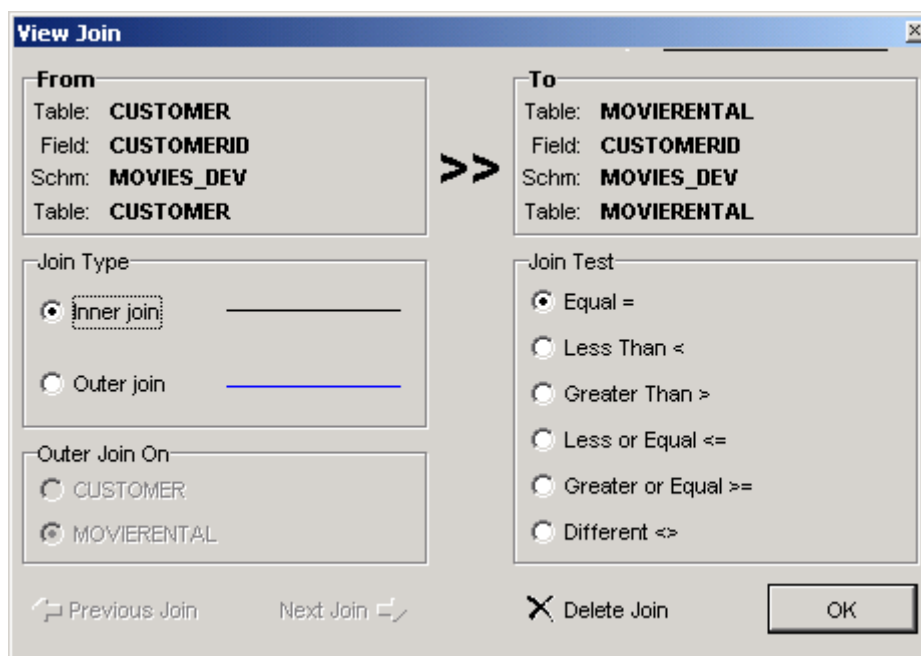 View Join
From
Table: CUSTOMER
Field: CUSTOMERID
Schm: MOVIES_DEV
Table: CUSTOMER
>>
To
Table: MOVIERENTAL
Field: CUSTOMERID
Schm: MOVIES_DEV
Table: MOVIERENTAL
Join Type
Inner join
Outer join
Outer Join On
CUSTOMER
MOVIERENTAL
Join Test
Equal =
Less Than <
Greater Than >
Less or Equal <=
Greater or Equal >=
Different <>
Previous Join
Next Join
Delete Join
OK